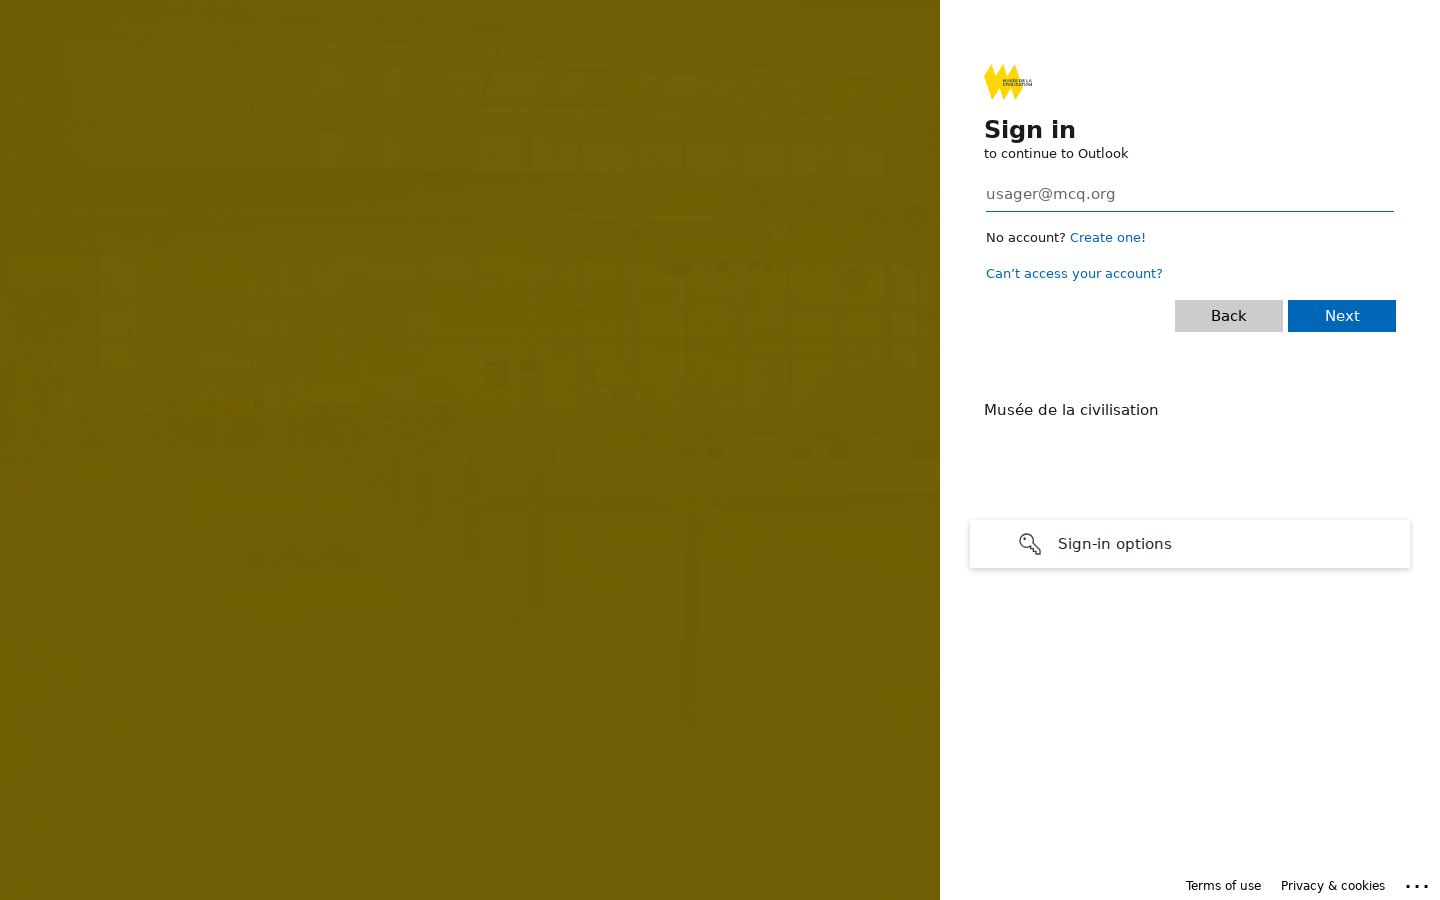 MUSÉE DE LA
CIVILISATION
Sign in
to continue to Outlook
usager@mcq.org
No account? Create one!
Can’t access your account?
Back
Next
Musée de la civilisation
Sign-in options
Terms of use
Privacy & cookies
...